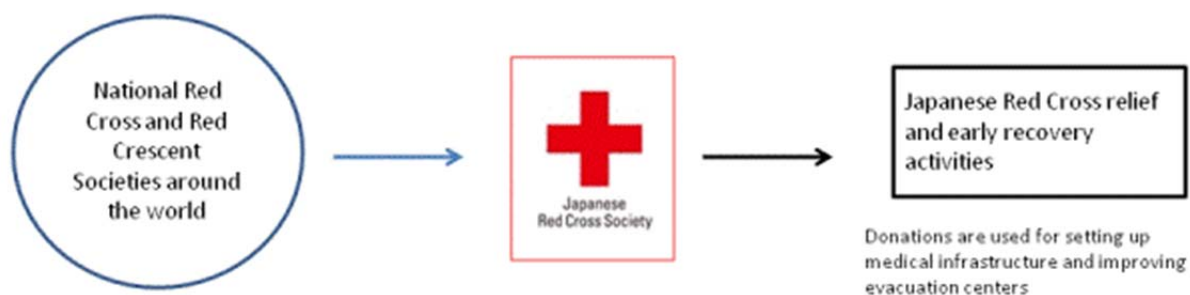 National Red
Cross and Red
Crescent
Societies around
the world
Japanese
Red Cross Society
Japanese Red Cross relief
and early recovery
activities
Donations are used for setting up
medical infrastructure and improving
evacuation centers